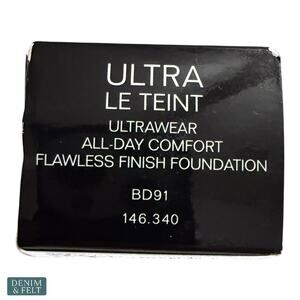 ULTRA
LE TEINT
ULTRAWEAR
ALL-DAY COMFORT
FLAWLESS FINISH FOUNDATION
BD91
146.340
DENIM
& FELT